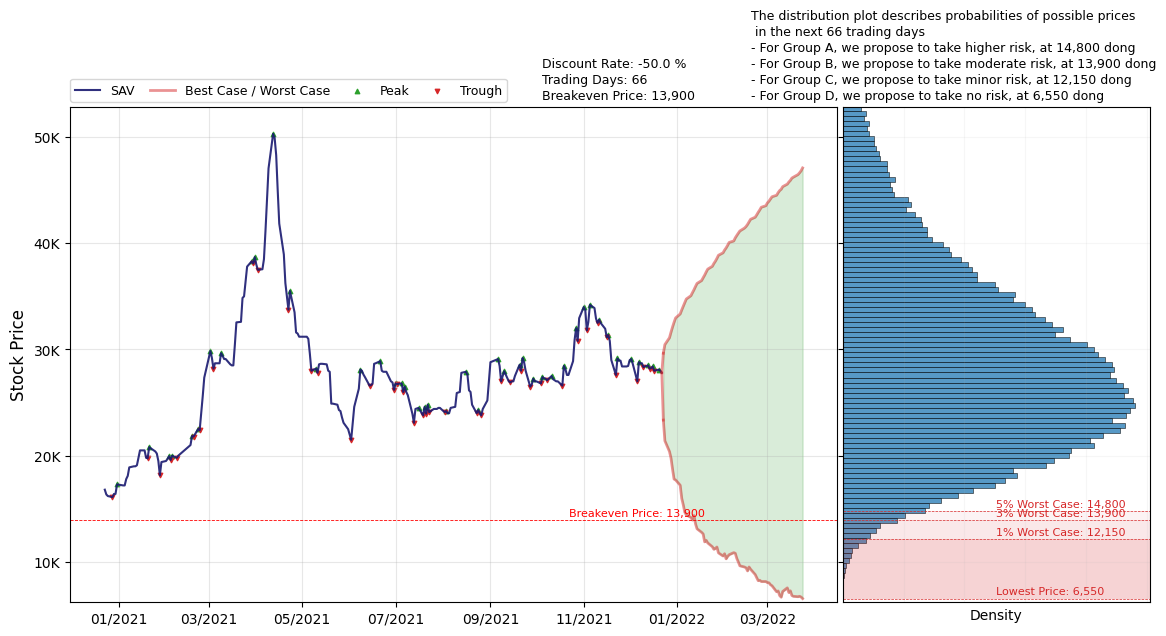 The distribution plot describes probabilities of possible prices
in the next 66 trading days
- For Group A, we propose to take higher risk, at 14,800 dong
- For Group B, we propose to take moderate risk, at 13,900 dong
- For Group C, we propose to take minor risk, at 12,150 dong
- For Group D, we propose to take no risk, at 6,550 dong
Discount Rate: -50.0 %
Trading Days: 66
Breakeven Price: 13,900
SAV
Best Case / Worst Case
Peak
Trough
Stock Price
50K
40K
30K
20K
10K
Breakeven Price: 13,900
01/2021
03/2021
05/2021
07/2021
09/2021
11/2021
01/2022
03/2022
5% Worst Case: 14,800
3% Worst Case: 13,900
1% Worst Case: 12,150
Lowest Price: 6,550
Density